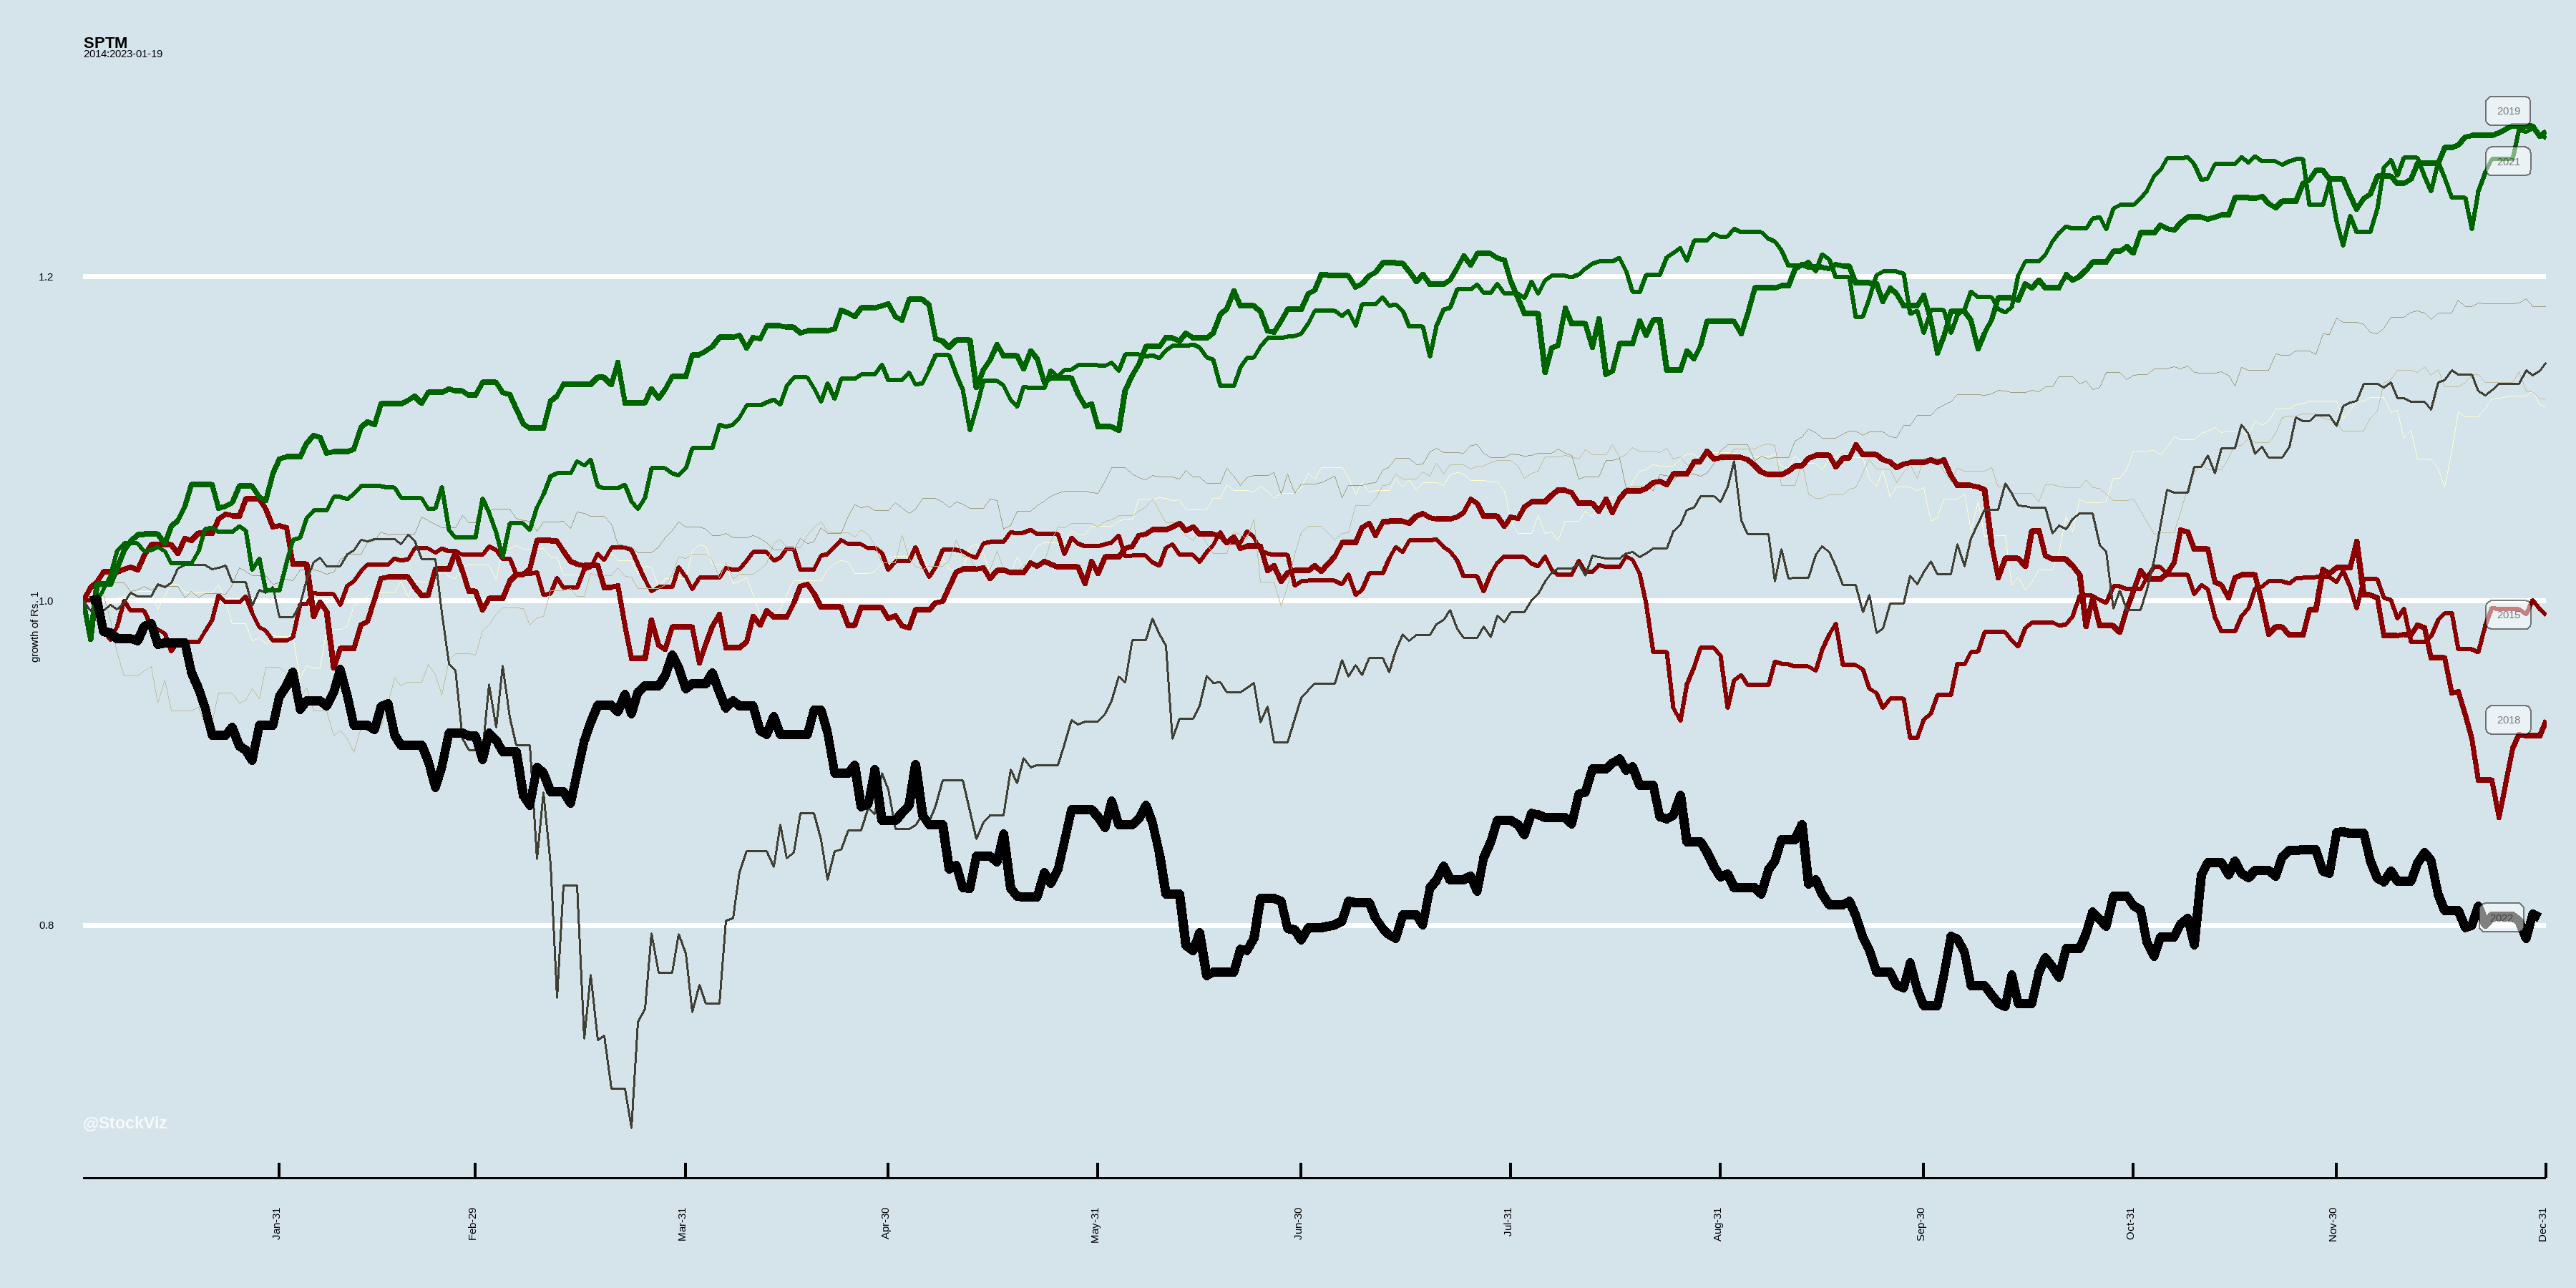 SPTM
2014:2023-01-19
2019
2021
1.2
growth of Rs. 1
1.0
2015
2018
0.8
2022
@StockViz
Jan-31
Feb-29
Mar-31
Apr-30
May-31
Jun-30
Jul-31
Aug-31
Sep-30
Oct-31
Nov-30
Dec-31